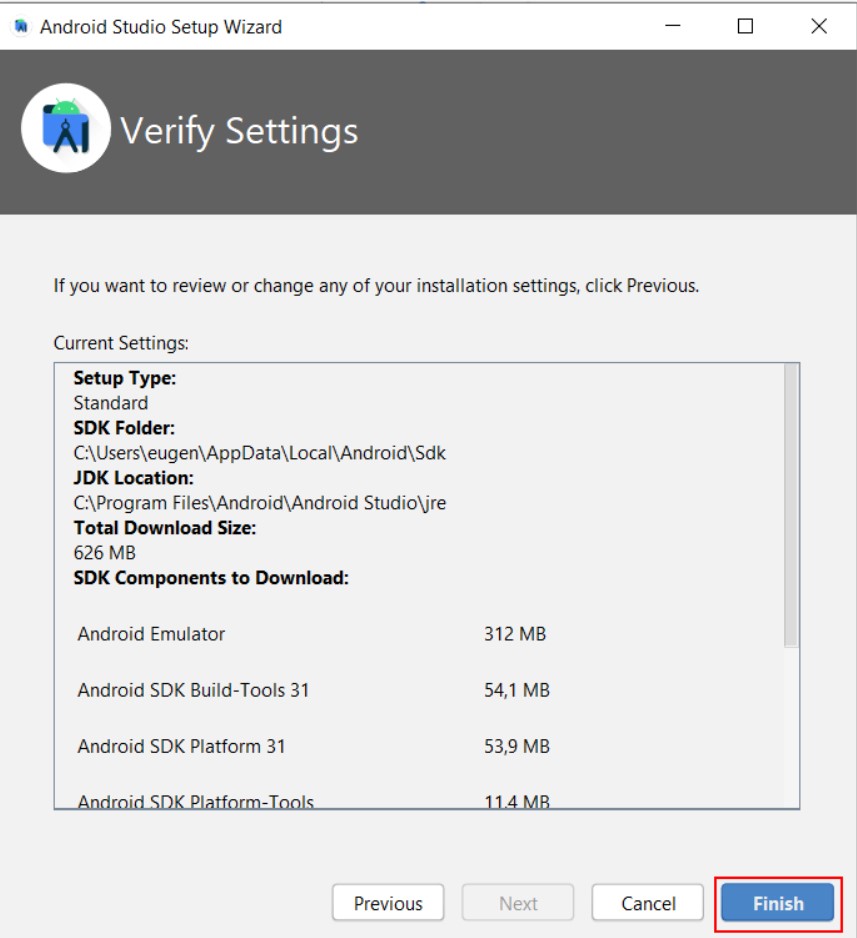 Android Studio Setup Wizard
Verify Settings
If you want to review or change any of your installation settings, click Previous.
Current Settings:
Setup Type:
Standard
SDK Folder:
C:\Users\eugen\AppData\Local\Android\Sdk
JDK Location:
C:\Program Files\Android\Android Studio\jre
Total Download Size:
626 MB
SDK Components to Download:
Android Emulator 312 MB
Android SDK Build-Tools 31 54,1 MB
Android SDK Platform 31 53,9 MB
Android SDK Platform-Tools 11,4 MB
Previous Next Cancel Finish